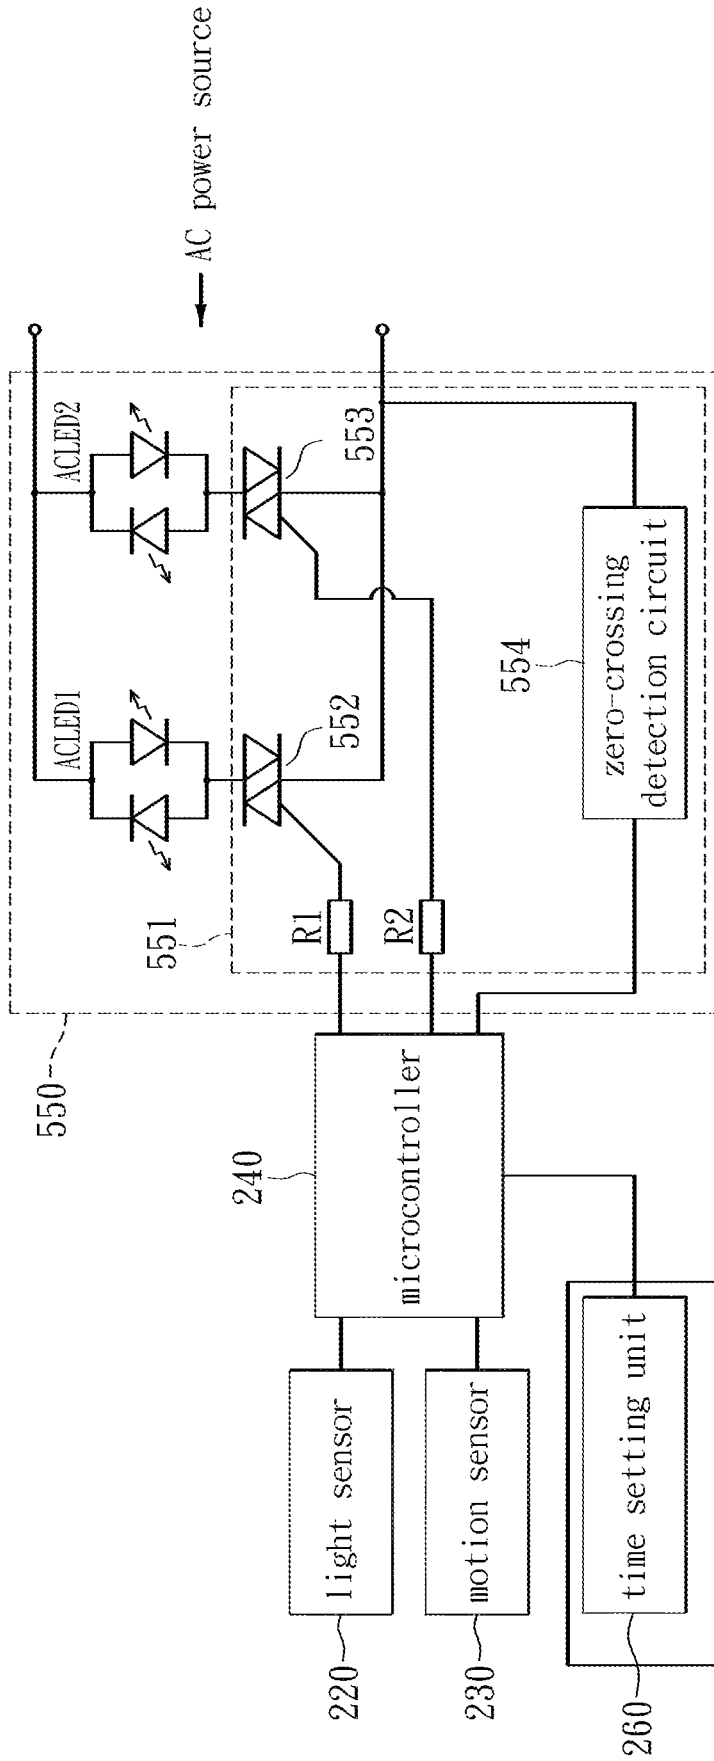 AC power source
ACLED2
ACLED1
553
552
551
550
554
zero-crossing
detection circuit
R1
R2
240
microcontroller
220
light sensor
230
motion sensor
260
time setting unit